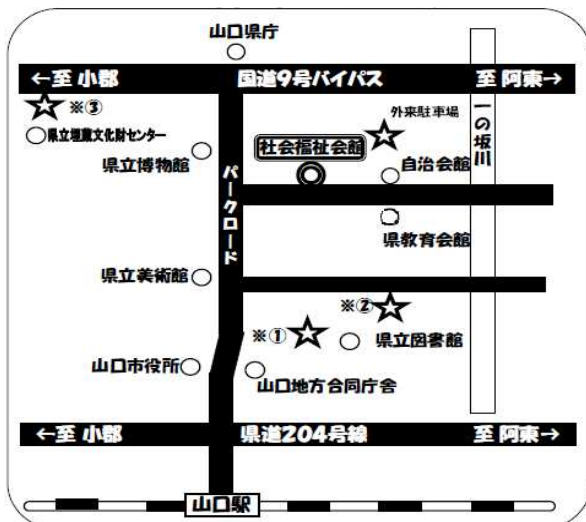 山口県庁
←至 小郡
国道9号バイパス
至 阿東→
※③
県立埋蔵文化財センター
県立博物館
パークロード
社会福祉会館
外来駐車場
自治会館
一の坂川
県教育会館
県立美術館
※①
※②
県立図書館
山口市役所
山口地方合同庁舎
←至 小郡
県道204号線
至 阿東→
山口駅